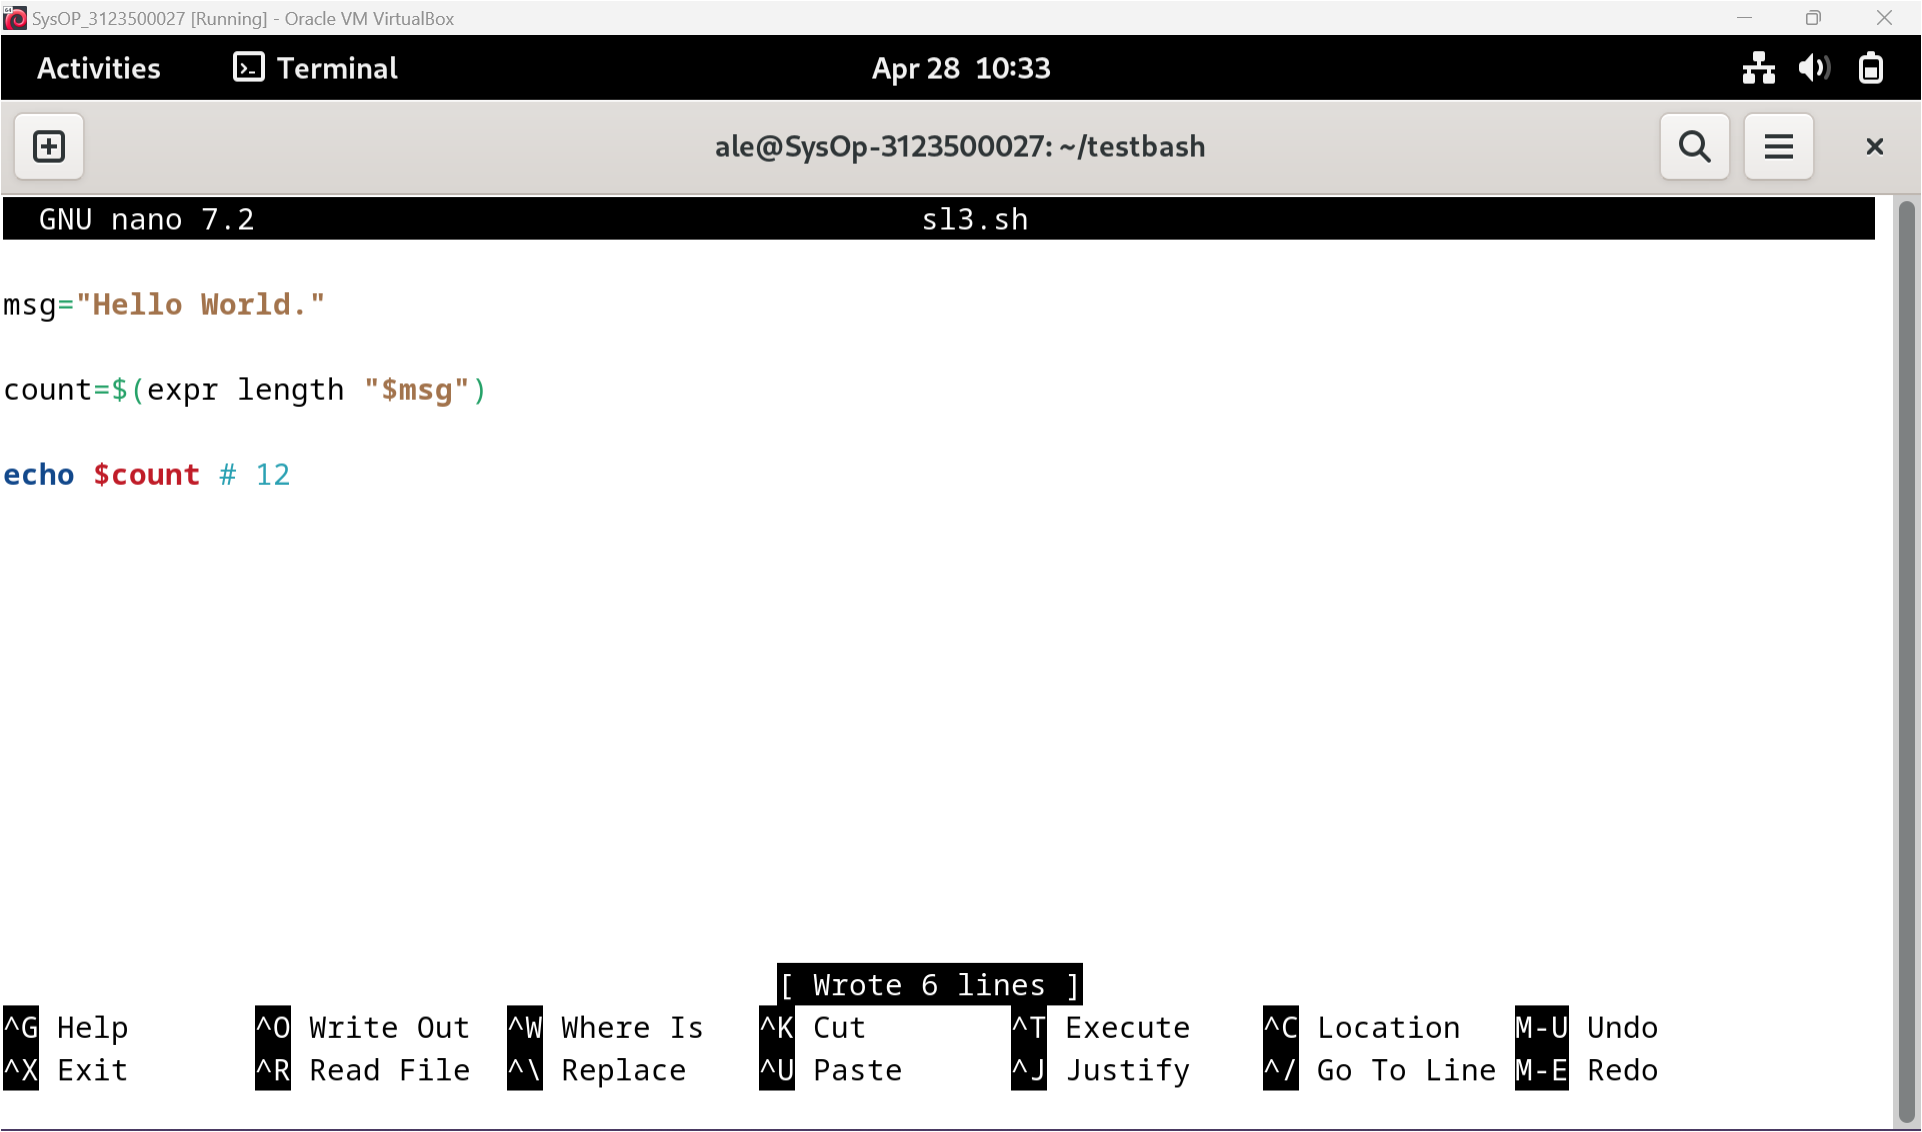 SysOP_3123500027 [Running] - Oracle VM VirtualBox
Activities Terminal Apr 28 10:33
ale@SysOp-3123500027: ~/testbash
GNU nano 7.2 sl3.sh
msg="Hello World."
count=$(expr length "$msg")
echo $count # 12
[ Wrote 6 lines ]
^G Help ^O Write Out ^W Where Is ^K Cut ^T Execute ^C Location M-U Undo
^X Exit ^R Read File ^\ Replace ^U Paste ^J Justify ^/ Go To Line M-E Redo